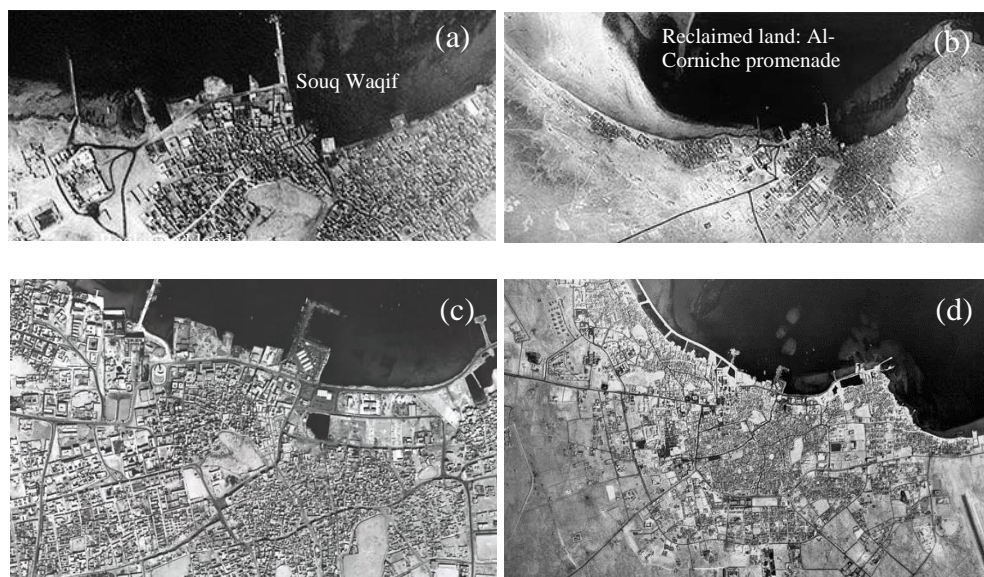 (a)
Souq Waqif
Reclaimed land: Al-
Corniche promenade
(b)
(c)
(d)